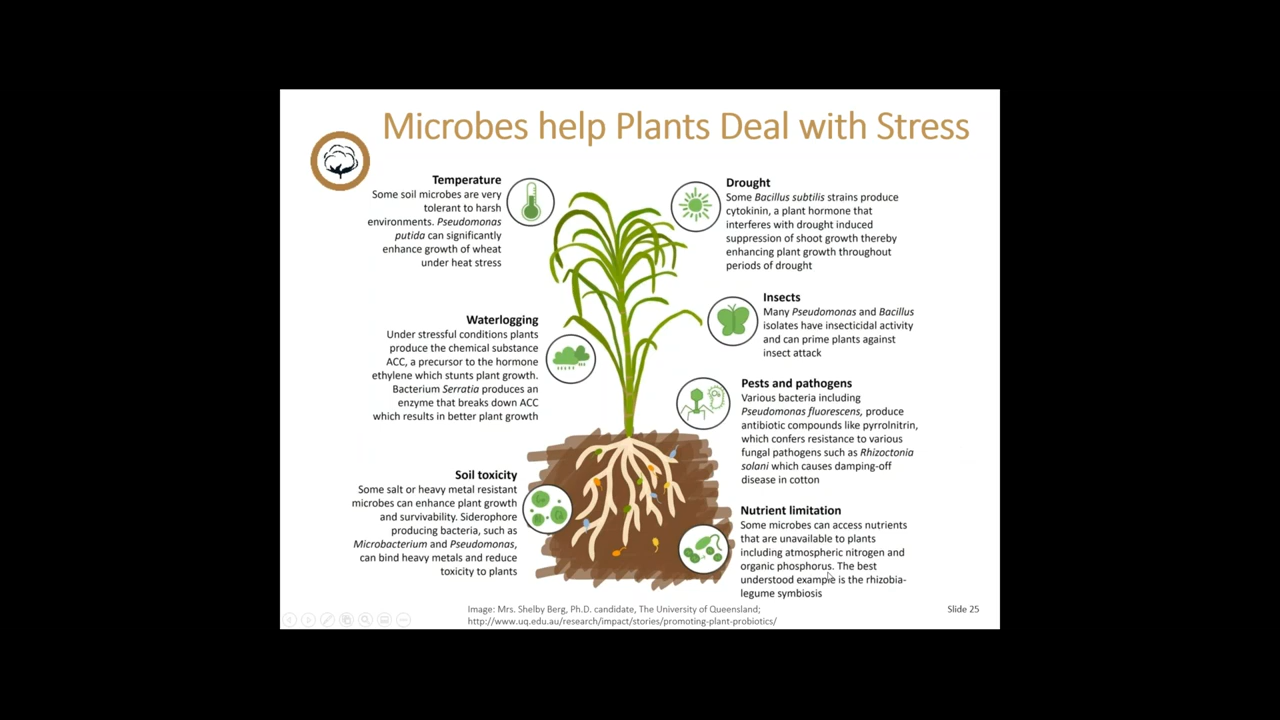 Microbes help Plants Deal with Stress
Temperature
Some soil microbes are very
tolerant to harsh
environments. Pseudomonas
putida can significantly
enhance growth of wheat
under heat stress
Waterlogging
Under stressful conditions plants
produce the chemical substance
ACC, a precursor to the hormone
ethylene which stunts plant growth.
Bacterium Serratia produces an
enzyme that breaks down ACC
which results in better plant growth
Soil toxicity
Some salt or heavy metal resistant
microbes can enhance plant growth
and survivability. Siderophore
producing bacteria, such as
Microbacterium and Pseudomonas,
can bind heavy metals and reduce
toxicity to plants
Drought
Some Bacillus subtilis strains produce
cytokinin, a plant hormone that
interferes with drought induced
suppression of shoot growth thereby
enhancing plant growth throughout
periods of drought
Insects
Many Pseudomonas and Bacillus
isolates have insecticidal activity
and can prime plants against
insect attack
Pests and pathogens
Various bacteria including
Pseudomonas fluorescens, produce
antibiotic compounds like pyrrolnitrin,
which confers resistance to various
fungal pathogens such as Rhizoctonia
solani which causes damping-off
disease in cotton
Nutrient limitation
Some microbes can access nutrients
that are unavailable to plants
including atmospheric nitrogen and
organic phosphorus. The best
understood example is the rhizobia-
legume symbiosis
Image: Mrs. Shelby Berg, Ph.D. candidate, The University of Queensland;
http://www.uq.edu.au/research/impact/stories/promoting-plant-probiotics/
Slide 25